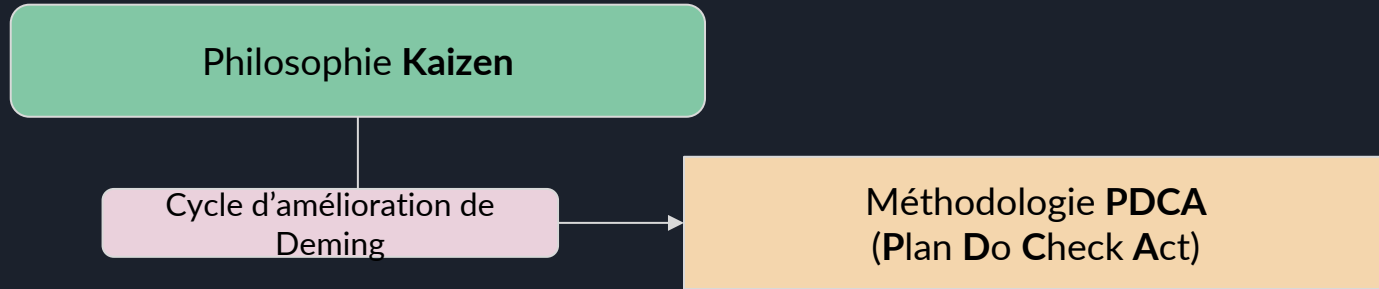 Philosophie Kaizen
Cycle d’amélioration de
Deming
Méthodologie PDCA
(Plan Do Check Act)